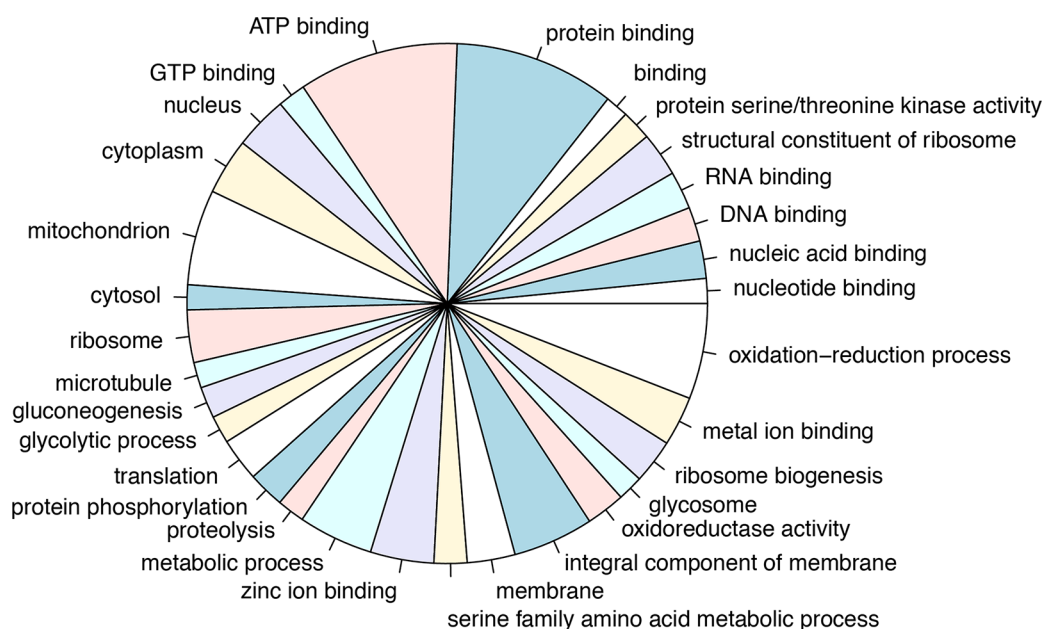 ATP binding
protein binding
GTP binding
binding
nucleus
protein serine/threonine kinase activity
cytoplasm
structural constituent of ribosome
RNA binding
DNA binding
mitochondrion
nucleic acid binding
cytosol
nucleotide binding
ribosome
oxidation−reduction process
microtubule
gluconeogenesis
metal ion binding
glycolytic process
translation
ribosome biogenesis
protein phosphorylation
glycosome
proteolysis
oxidoreductase activity
metabolic process
integral component of membrane
zinc ion binding
membrane
serine family amino acid metabolic process